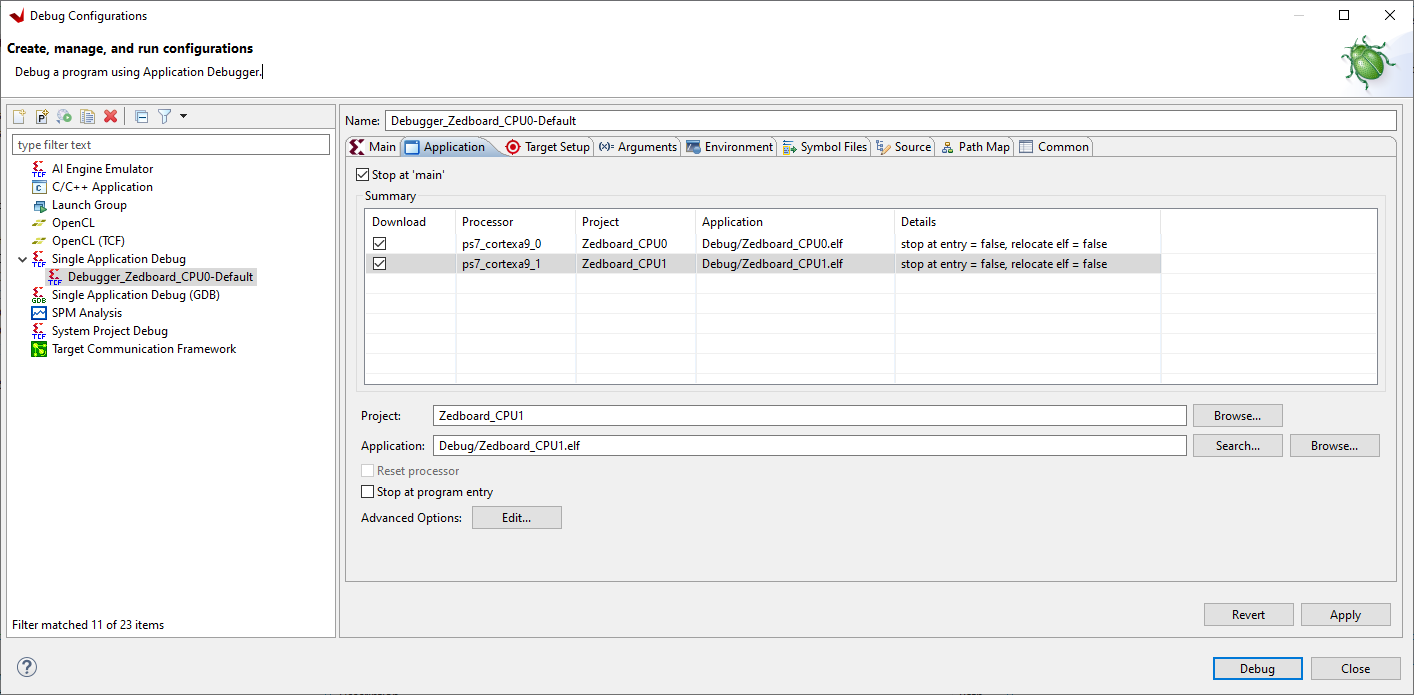 Debug Configurations
Create, manage, and run configurations
Debug a program using Application Debugger.
type filter text
AI Engine Emulator
C/C++ Application
Launch Group
OpenCL
OpenCL (TCF)
Single Application Debug
Debugger_Zedboard_CPU0-Default
Single Application Debug (GDB)
SPM Analysis
System Project Debug
Target Communication Framework
Filter matched 11 of 23 items
Name: Debugger_Zedboard_CPU0-Default
Main Application Target Setup Arguments Environment Symbol Files Source Path Map Common
Stop at 'main'
Summary
Download Processor Project Application Details
ps7_cortexa9_0 Zedboard_CPU0 Debug/Zedboard_CPU0.elf stop at entry = false, relocate elf = false
ps7_cortexa9_1 Zedboard_CPU1 Debug/Zedboard_CPU1.elf stop at entry = false, relocate elf = false
Project: Zedboard_CPU1 Browse...
Application: Debug/Zedboard_CPU1.elf Search... Browse...
Reset processor
Stop at program entry
Advanced Options: Edit...
Revert Apply
Debug Close